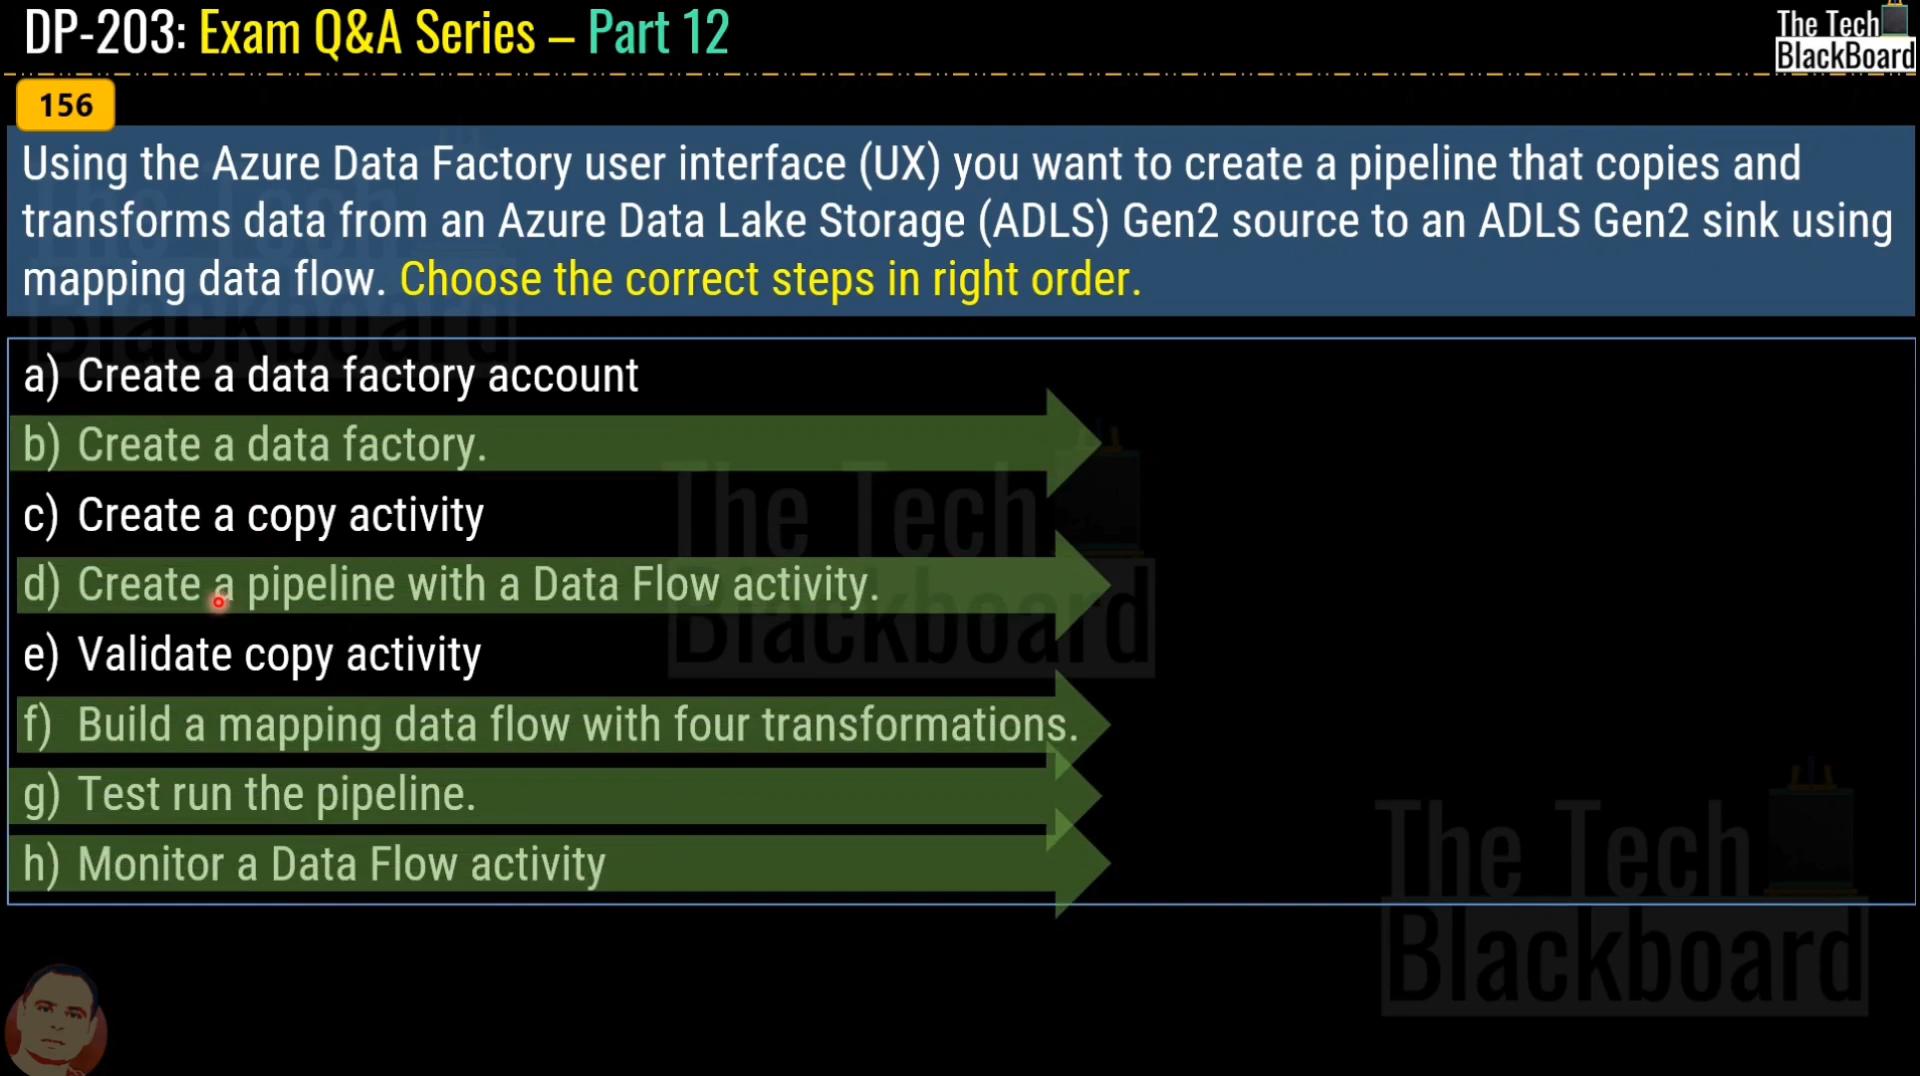 DP-203: Exam Q&A Series – Part 12
The Tech
BlackBoard
156
Using the Azure Data Factory user interface (UX) you want to create a pipeline that copies and
transforms data from an Azure Data Lake Storage (ADLS) Gen2 source to an ADLS Gen2 sink using
mapping data flow. Choose the correct steps in right order.
a) Create a data factory account
b) Create a data factory.
c) Create a copy activity
d) Create a pipeline with a Data Flow activity.
e) Validate copy activity
f) Build a mapping data flow with four transformations.
g) Test run the pipeline.
h) Monitor a Data Flow activity
The Tech
Blackboard
The Tech
Blackboard
The Tech
Blackboard